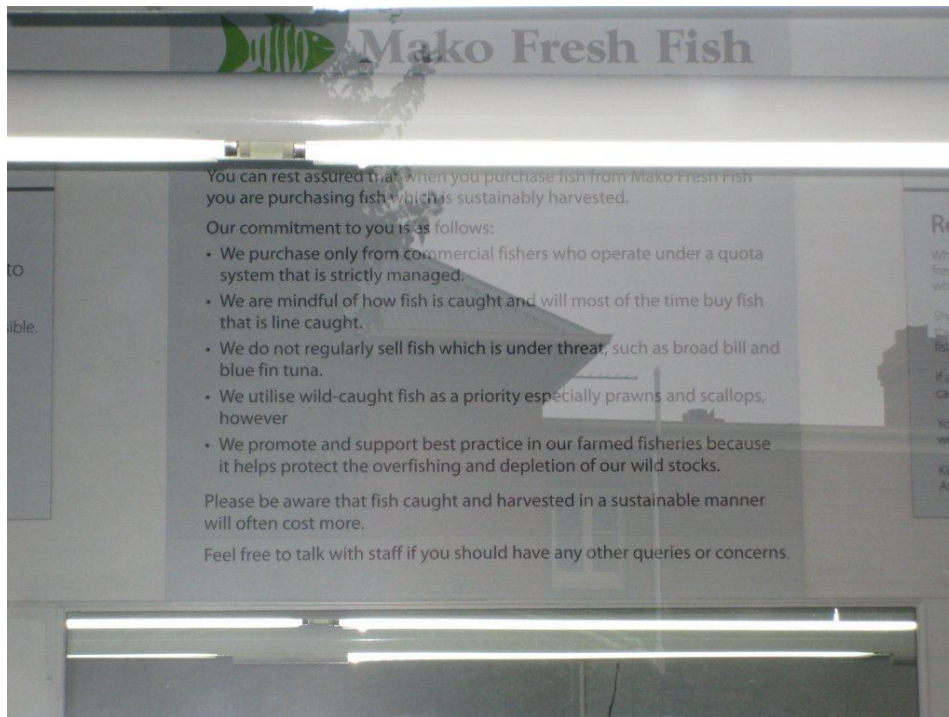 Mako Fresh Fish
You can rest assured that when you purchase fish from Mako Fresh Fish
you are purchasing fish which is sustainably harvested.
Our commitment to you is as follows:
• We purchase only from commercial fishers who operate under a quota
system that is strictly managed.
• We are mindful of how fish is caught and will most of the time buy fish
that is line caught.
• We do not regularly sell fish which is under threat, such as broad bill and
blue fin tuna.
• We utilise wild-caught fish as a priority especially prawns and scallops,
however
• We promote and support best practice in our farmed fisheries because
it helps protect the overfishing and depletion of our wild stocks.
Please be aware that fish caught and harvested in a sustainable manner
will often cost more.
Feel free to talk with staff if you should have any other queries or concerns.
to
sible.